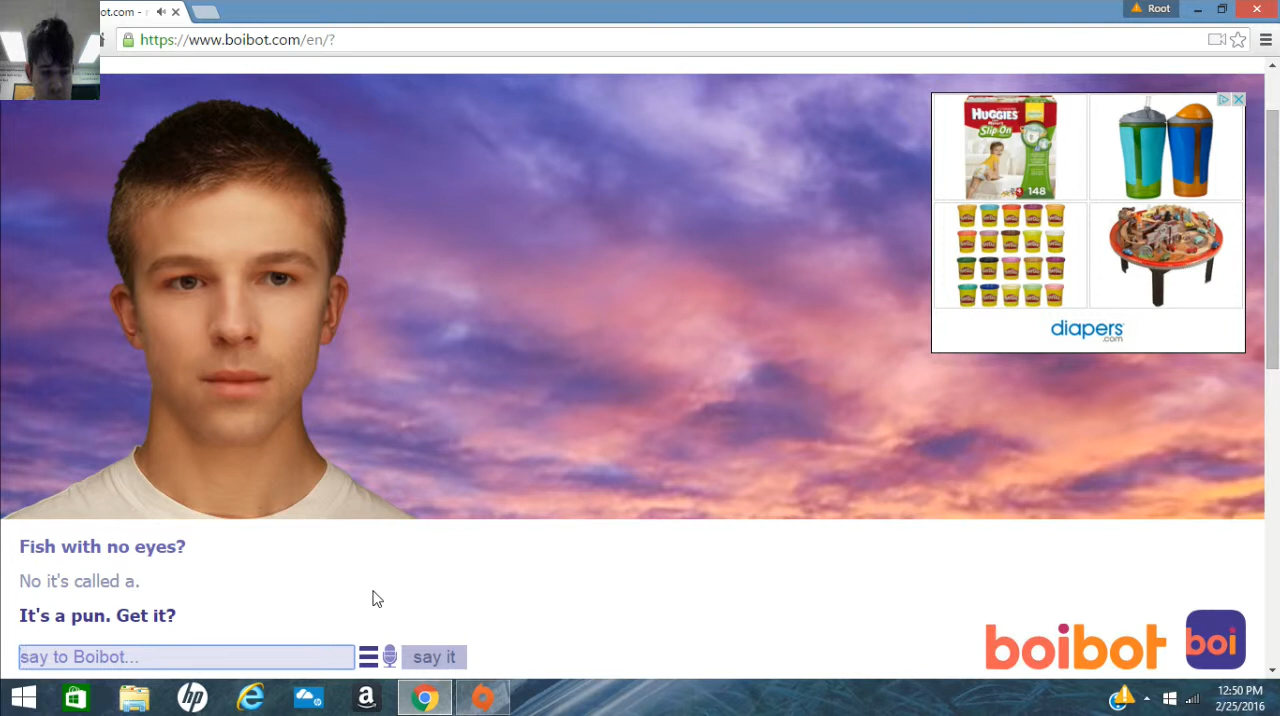 ot.com - r
Root
https://www.boibot.com/en/?
HUGGIES
Slip-On
148
diapers
.com
Fish with no eyes?
No it's called a.
It's a pun. Get it?
say to Boibot...
say it
boibot
boi
hp
a
12:50 PM
2/25/2016